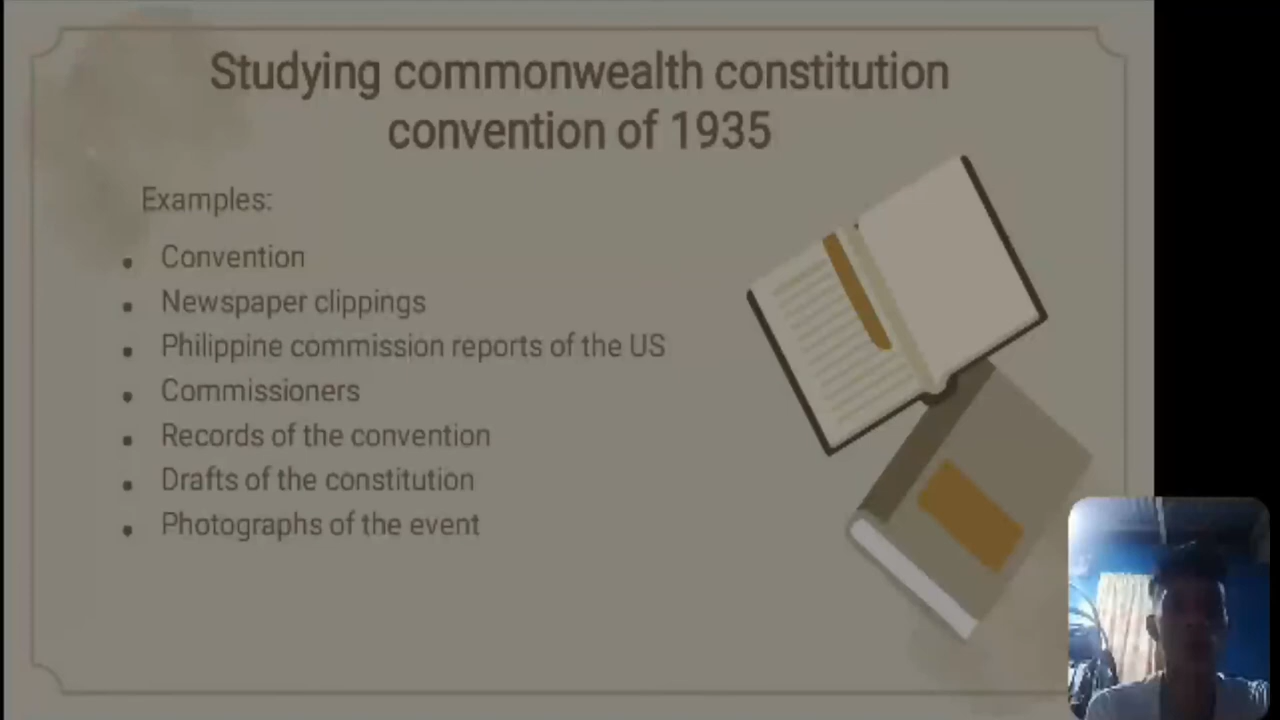 Studying commonwealth constitution
convention of 1935
Examples:
Convention
Newspaper clippings
Philippine commission reports of the US
Commissioners
Records of the convention
Drafts of the constitution
Photographs of the event